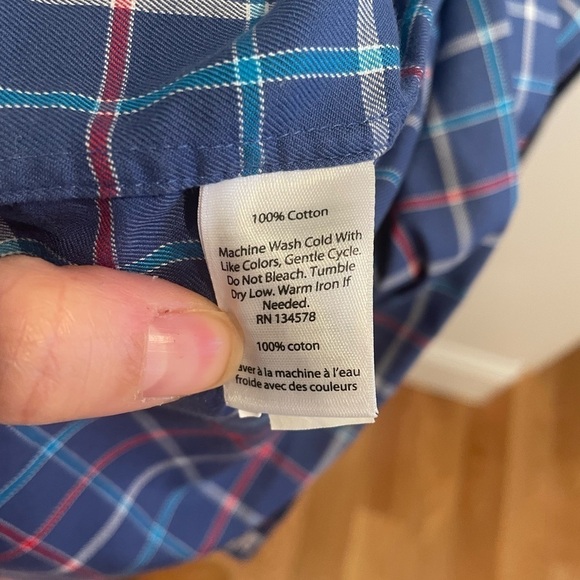 100% Cotton
Machine Wash Cold With
Like Colors, Gentle Cycle.
Do Not Bleach. Tumble
Dry Low. Warm Iron If
Needed.
RN 134578
100% coton
aver à la machine à l'eau
froide avec des couleurs